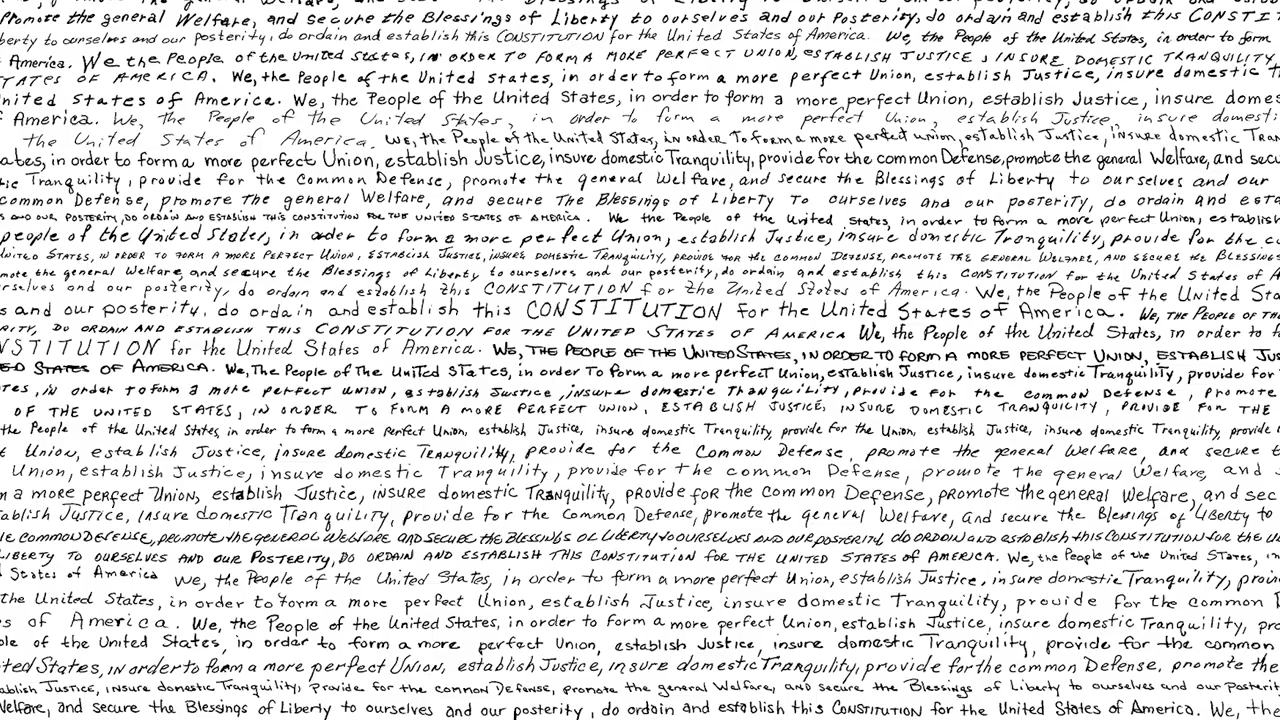 Promote the general Welfare, and secure the Blessings of Liberty to ourselves and our Posterity, do ordain and establish this CONSTI
berty to ourselves and our posterity, do ordain and establish this CONSTITUTION for the United States of America. We, the People of the United States, in order to form
America. We the People of the United States, in ORDER TO FORM A MORE PERFECT UNION, ESTABLISH JUSTICE, INSURE DOMESTIC TRANQUILITY,
TATES OF AMERICA. We, the People of the United States, in order to form a more perfect Union, establish Justice, insure domestic T
nited States of America. We, the People of the United States, in order to form a more perfect Union, establish Justice, insure domes
America. We, the People of the United States, in order to form a more perfect Union, establish Justice, insure domesti
the United States of America. We, the People of the United States, in order To form a more perfect union, establish Justice, insure domestic Tran
ates, in order to form a more perfect Union, establish Justice, insure domestic Tranquility, provide for the common Defense, promote the general Welfare, and secu
tic Tranquility, provide for the Common Defense, promote the general Welfare, and secure the Blessings of Liberty to ourselves and our
common Defense, promote the general Welfare, and secure The Blessings of Liberty To ourselves and our posterity, do ordain and esta
S AND OUR POSTERITY, DO ORDAIN AND ESTABLISH THIS CONSTITUTION FOR THE UNITED STATES OF AMERICA. We the People of the United States, in order to form a more perfect Union, establish
people of the United States, in order to form a more perfect Union, establish Justice, insure domestic Tranquility, provide for the co
UNITED STATES, IN ORDER TO FORM A MORE PERFECT UNION, ESTABLISH JUSTICE, INSURE DOMESTIC TRANQUILITY, PROVIDE FOR THE COMMON DEFENSE, PROMOTE THE GENERAL WELFARE, AND SECURE THE BLESSINGS
mote the general Welfare, and secure the Blessings of Liberty to ourselves and our posterity, do ordain and establish this CONSTITUTION for the United States of A
rselves and our posterity, do ordain and establish this CONSTITUTION for the United States of America. We, the People of the United Sta
s and our posterity, do ordain and establish this CONSTITUTION for the United States of America. We, THE PEOPLE OF THE
RITY, DO ORDAIN AND ESTABLISH THIS CONSTITUTION FOR THE UNITED STATES OF AMERICA We, the People of the United States, in order to f
NSTITUTION for the United States of America. WE, THE PEOPLE OF THE UNITED STATES, IN ORDER TO FORM A MORE PERFECT UNION, ESTABLISH JUS
ED STATES OF AMERICA. We, The People of the United States, in order to form a more perfect Union, establish Justice, insure domestic Tranquility, provide for
tes, in order to form a more perfect union, establish Justice, insure domestic Tranquility, Provide for the common Defense, Promote
OF THE UNITED STATES, IN ORDER TO FORM A MORE PERFECT UNION, ESTABLISH JUSTICE, INSURE DOMESTIC TRANQUILITY, PROVIDE FOR THE
the People of the United States, in order to form a more Perfect Union, establish Justice, insure domestic Tranquility, provide for the Union, establish Justice, insure domestic Tranquility, provide
t Union, establish Justice, insure domestic Tranquility, provide for the Common Defense, promote the general Welfare, and secure t
Union, establish Justice, insure domestic Tranquility, provide for the common Defense, promote the general Welfare, and
m a more perfect Union, establish Justice, insure domestic Tranquility, provide for the Common Defense, promote the general Welfare, and sec
ablish Justice, insure domestic Tranquility, provide for the Common Defense, promote the general Welfare, and secure the Blessings of Liberty to
HE COMMON DEFENSE, PROMOTE THE GENERAL WELFARE AND SECURE THE BLESSINGS OF LIBERTY TO OURSELVES AND OUR POSTERITY, DO ORDAIN AND ESTABLISH THIS CONSTITUTION FOR THE UN
LIBERTY TO OURSELVES AND OUR POSTERITY, DO ORDAIN AND ESTABLISH THIS CONSTITUTION FOR THE UNITED STATES OF AMERICA. We, the People of the United States, in
States of America We, the People of the United States, in order to form a more perfect Union, establish Justice, insure domestic Tranquility, provi
the United States, in order to form a more perfect Union, establish Justice, insure domestic Tranquility, provide for the common D
s of America. We, the People of the United States, in order to form a more perfect Union, establish Justice, insure domestic Tranquility, pro
ple of the United States, in order to form a more perfect Union, establish Justice, insure domestic Tranquility, provide for the common
ted States, in order to form a more perfect Union, establish Justice, insure domestic Tranquility, provide for the common Defense, promote the
ablish Justice, insure domestic Tranquility, Provide for the common Defense, promote the general Welfare, and secure the Blessings of Liberty to ourselves and our Posterity
Welfare, and secure the Blessings of Liberty to ourselves and our posterity, do ordain and establish this CONSTITUTION for the United States of America. We, the